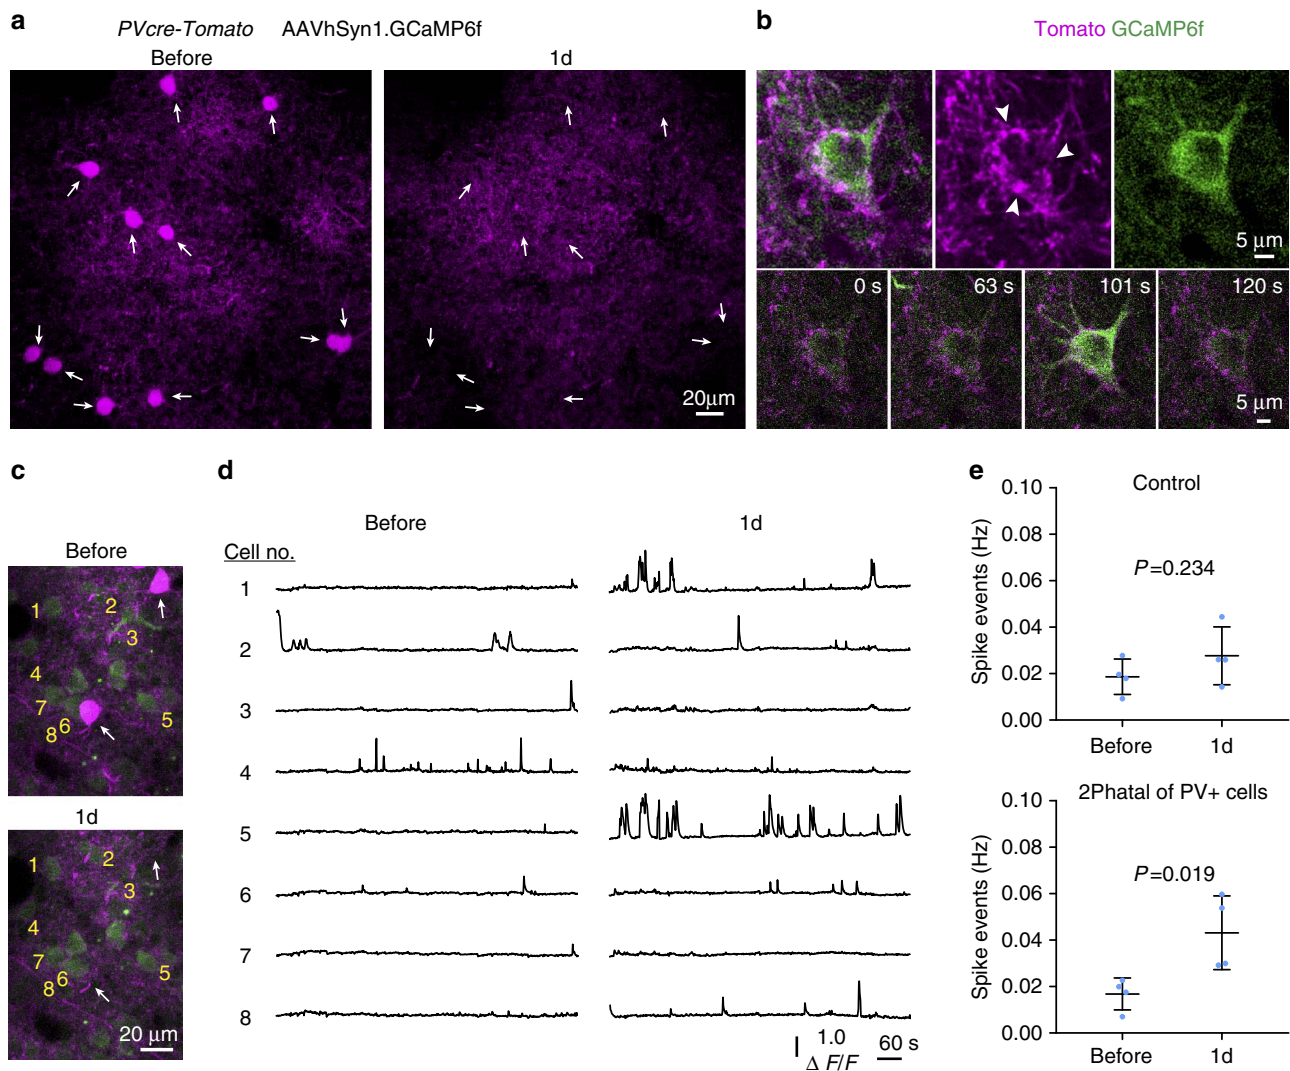 a
PVcre-Tomato AAVhSyn1.GCaMP6f
Before
1d
20μm
b
Tomato GCaMP6f
5 μm
0 s
63 s
101 s
120 s
5 μm
c
Before
1
2
3
4
7
6
8
5
1d
1
2
3
4
7
6
8
5
20 μm
d
Before
1d
Cell no.
1
2
3
4
5
6
7
8
1.0
Δ F/F
60 s
e
Control
Spike events (Hz)
0.10
0.08
0.06
0.04
0.02
0.00
P=0.234
Before
1d
2Phatal of PV+ cells
Spike events (Hz)
0.10
0.08
0.06
0.04
0.02
0.00
P=0.019
Before
1d